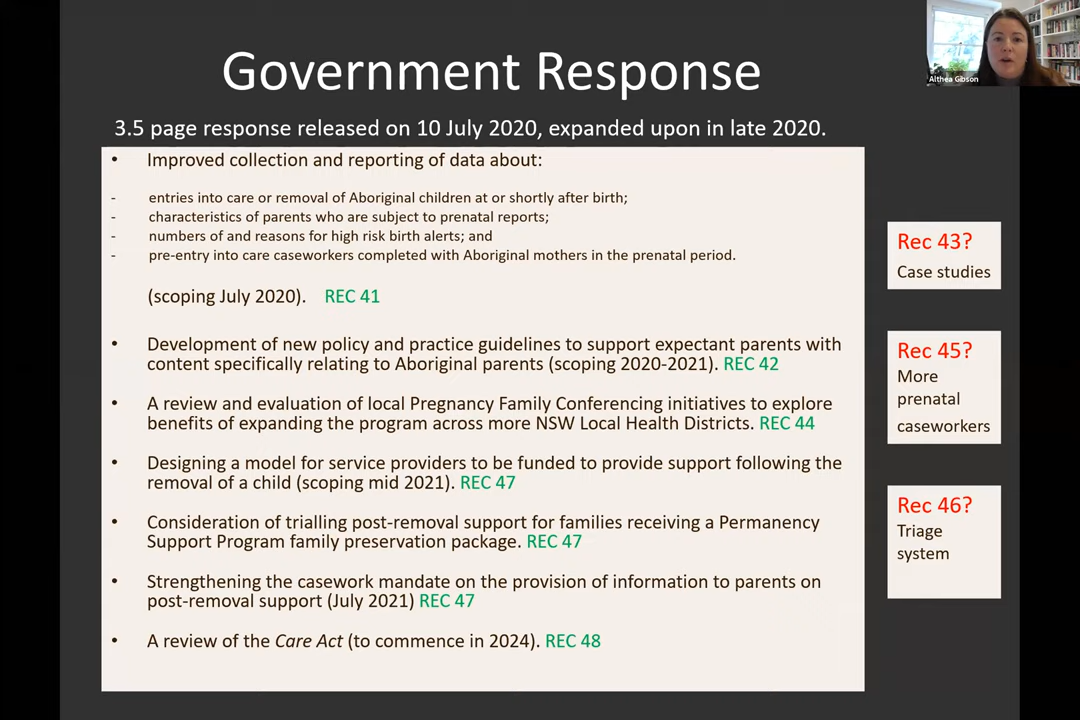 Government Response
3.5 page response released on 10 July 2020, expanded upon in late 2020.
• Improved collection and reporting of data about:
- entries into care or removal of Aboriginal children at or shortly after birth;
- characteristics of parents who are subject to prenatal reports;
- numbers of and reasons for high risk birth alerts; and
- pre-entry into care caseworkers completed with Aboriginal mothers in the prenatal period.
(scoping July 2020). REC 41
• Development of new policy and practice guidelines to support expectant parents with
content specifically relating to Aboriginal parents (scoping 2020-2021). REC 42
• A review and evaluation of local Pregnancy Family Conferencing initiatives to explore
benefits of expanding the program across more NSW Local Health Districts. REC 44
• Designing a model for service providers to be funded to provide support following the
removal of a child (scoping mid 2021). REC 47
• Consideration of trialling post-removal support for families receiving a Permanency
Support Program family preservation package. REC 47
• Strengthening the casework mandate on the provision of information to parents on
post-removal support (July 2021) REC 47
• A review of the Care Act (to commence in 2024). REC 48
Rec 43?
Case studies
Rec 45?
More
prenatal
caseworkers
Rec 46?
Triage
system
Althea Gibson